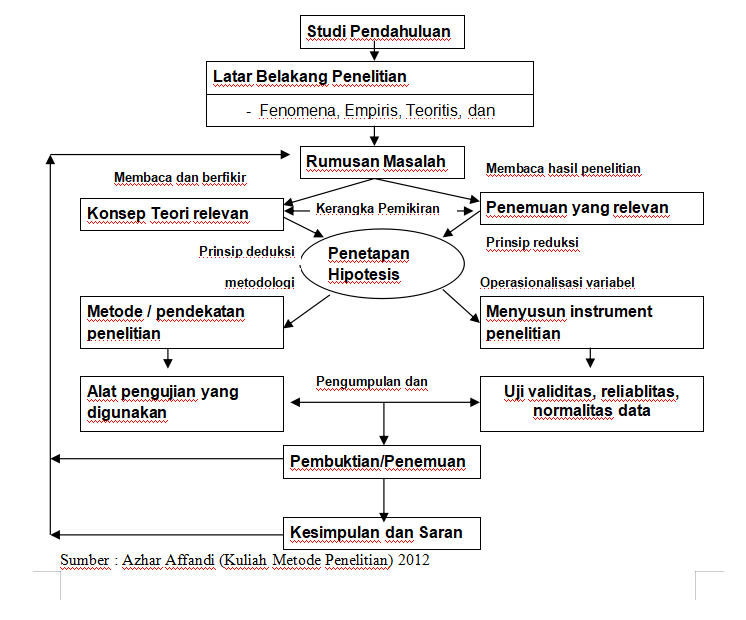 Studi Pendahuluan
Latar Belakang Penelitian
- Fenomena, Empiris, Teoritis, dan
Rumusan Masalah
Membaca dan berfikir
Membaca hasil penelitian
Konsep Teori relevan
Kerangka Pemikiran
Penemuan yang relevan
Prinsip deduksi
Penetapan
Hipotesis
Prinsip reduksi
metodologi
Operasionalisasi variabel
Metode / pendekatan
penelitian
Menyusun instrument
penelitian
Alat pengujian yang
digunakan
Pengumpulan dan
Uji validitas, reliablitas,
normalitas data
Pembuktian/Penemuan
Kesimpulan dan Saran
Sumber : Azhar Affandi (Kuliah Metode Penelitian) 2012